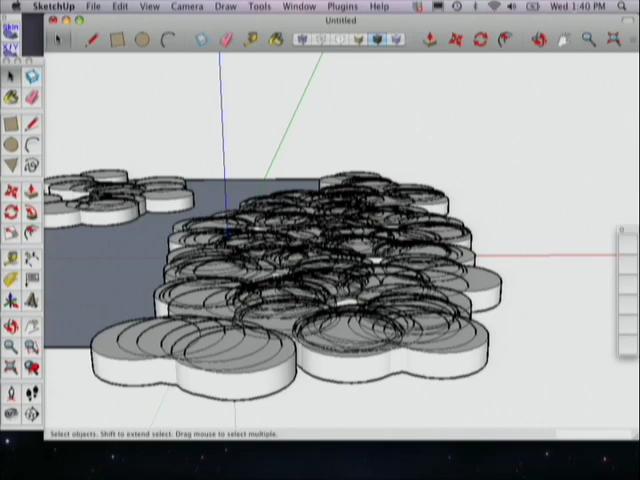 SketchUp File Edit View Camera Draw Tools Window Plugins Help Wed 1:40 PM
Untitled
Skin
X/Y
Select objects. Shift to extend select. Drag mouse to select multiple.